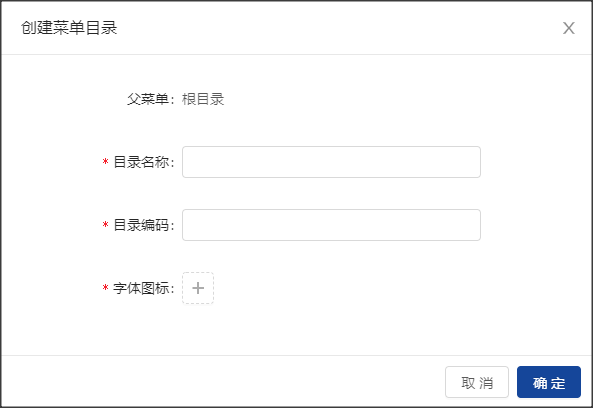 创建菜单目录
父菜单: 根目录
* 目录名称:
* 目录编码:
* 字体图标:
取 消 确 定